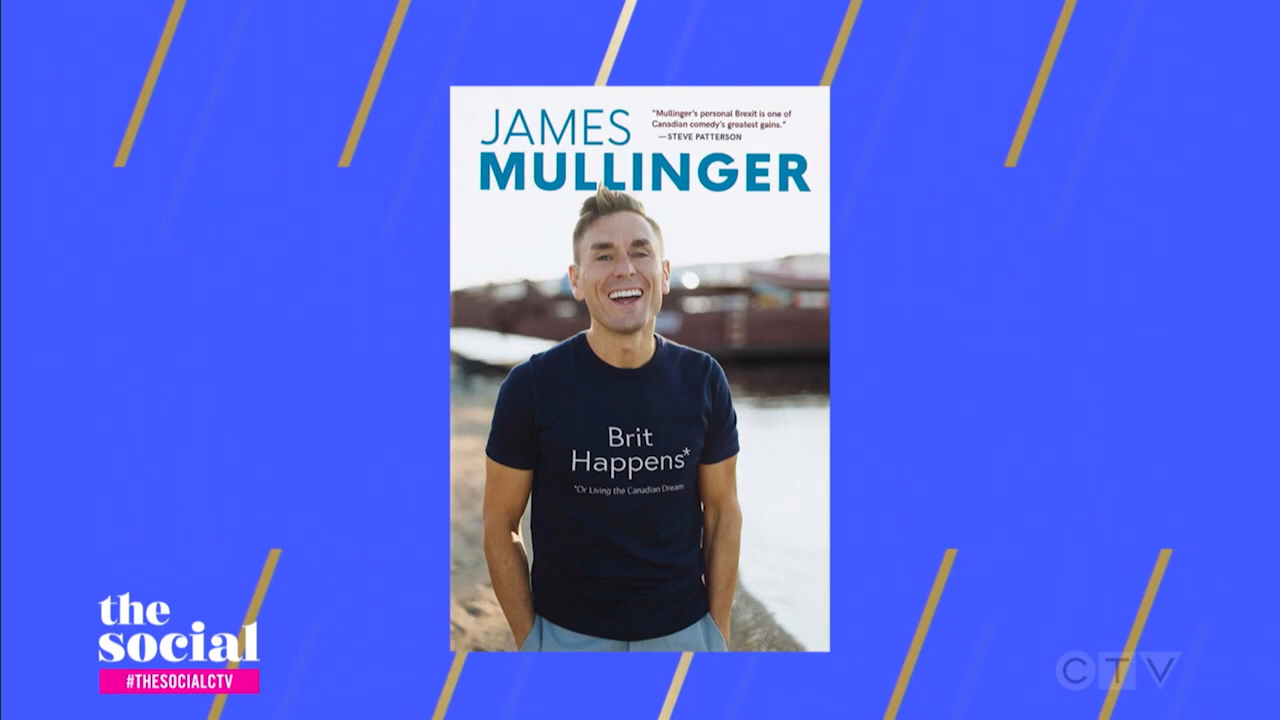 JAMES
MULLINGER
"Mullinger's personal Brexit is one of
Canadian comedy's greatest gains."
—STEVE PATTERSON
Brit
Happens*
*Or Living the Canadian Dream
the
social
#THESOCIALCTV
CTV